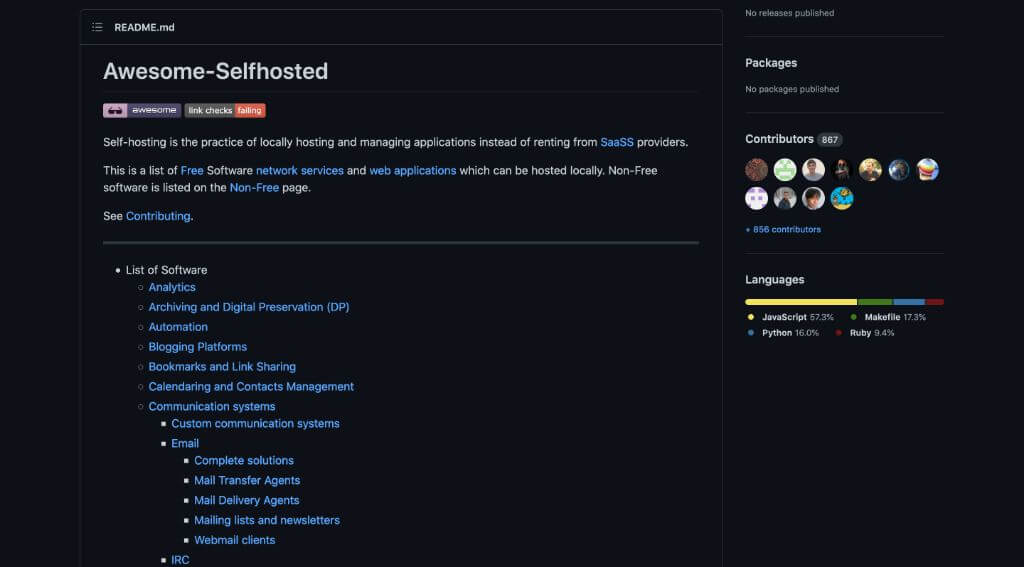 README.md
Awesome-Selfhosted
awesome link checks failing
Self-hosting is the practice of locally hosting and managing applications instead of renting from SaaSS providers.
This is a list of Free Software network services and web applications which can be hosted locally. Non-Free
software is listed on the Non-Free page.
See Contributing.
List of Software
Analytics
Archiving and Digital Preservation (DP)
Automation
Blogging Platforms
Bookmarks and Link Sharing
Calendaring and Contacts Management
Communication systems
Custom communication systems
Email
Complete solutions
Mail Transfer Agents
Mail Delivery Agents
Mailing lists and newsletters
Webmail clients
IRC
No releases published
Packages
No packages published
Contributors 867
+ 856 contributors
Languages
JavaScript 57.3% Makefile 17.3%
Python 16.0% Ruby 9.4%